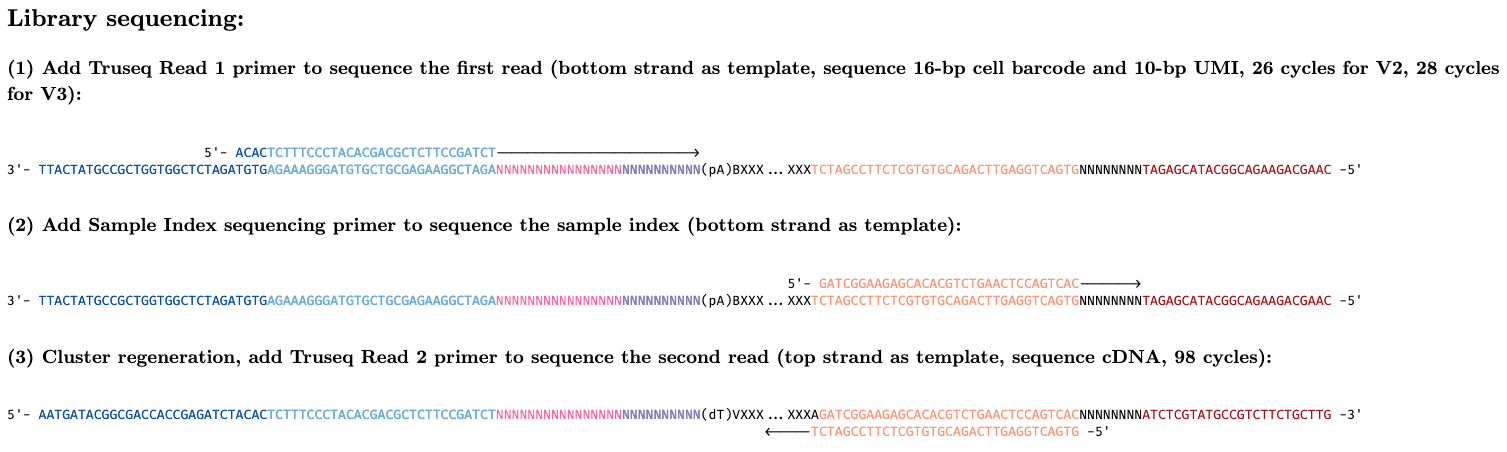 Library sequencing:
(1) Add Truseq Read 1 primer to sequence the first read (bottom strand as template, sequence 16-bp cell barcode and 10-bp UMI, 26 cycles for V2, 28 cycles
for V3):
5'- ACACTCTTTCCCTACACGACGCTCTTCCGATCT
3'- TTACTATGCCGCTGGTGGCTCTAGATGTGAGAAAGGGATGTGCTGCGAGAAGGCTAGANNNNNNNNNNNNNNNNNNNNNNNNNN(pA)BXXX ... XXXTCTAGCCTTCTCGTGTGCAGACTTGAGGTCAGTGNNNNNNNNTAGAGCATACGGCAGAAGACGAAC -5'
(2) Add Sample Index sequencing primer to sequence the sample index (bottom strand as template):
5'- GATCGGAAGAGCACACGTCTGAACTCCAGTCAC
3'- TTACTATGCCGCTGGTGGCTCTAGATGTGAGAAAGGGATGTGCTGCGAGAAGGCTAGANNNNNNNNNNNNNNNNNNNNNNNNNN(pA)BXXX ... XXXTCTAGCCTTCTCGTGTGCAGACTTGAGGTCAGTGNNNNNNNNTAGAGCATACGGCAGAAGACGAAC -5'
(3) Cluster regeneration, add Truseq Read 2 primer to sequence the second read (top strand as template, sequence cDNA, 98 cycles):
5'- AATGATACGGCGACCACCGAGATCTACACTCTTTCCCTACACGACGCTCTTCCGATCTNNNNNNNNNNNNNNNNNNNNNNNNNN(dT)VXXX ... XXXAGATCGGAAGAGCACACGTCTGAACTCCAGTCACNNNNNNNNATCTCGTATGCCGTCTTCTGCTTG -3'
TCTAGCCTTCTCGTGTGCAGACTTGAGGTCAGTG -5'